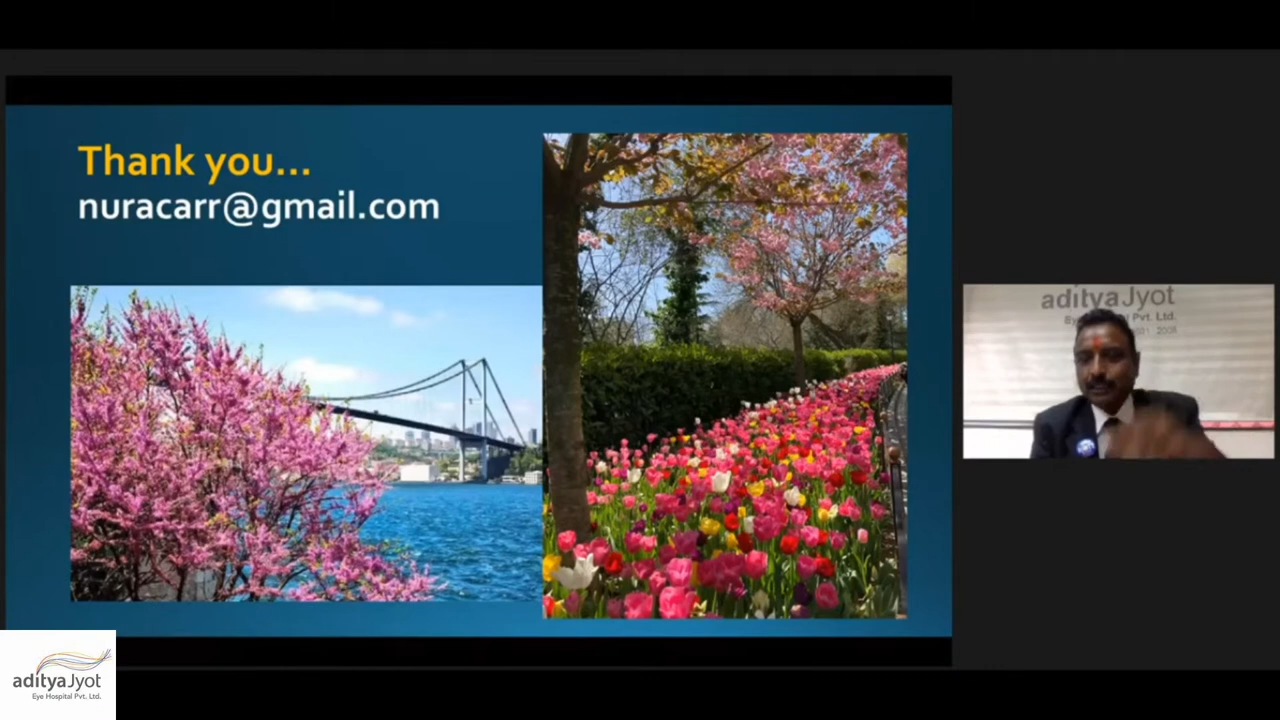 Thank you...
nuracarr@gmail.com
adityaJyot
Pvt. Ltd.
adityaJyot
Eye Hospital Pvt. Ltd.